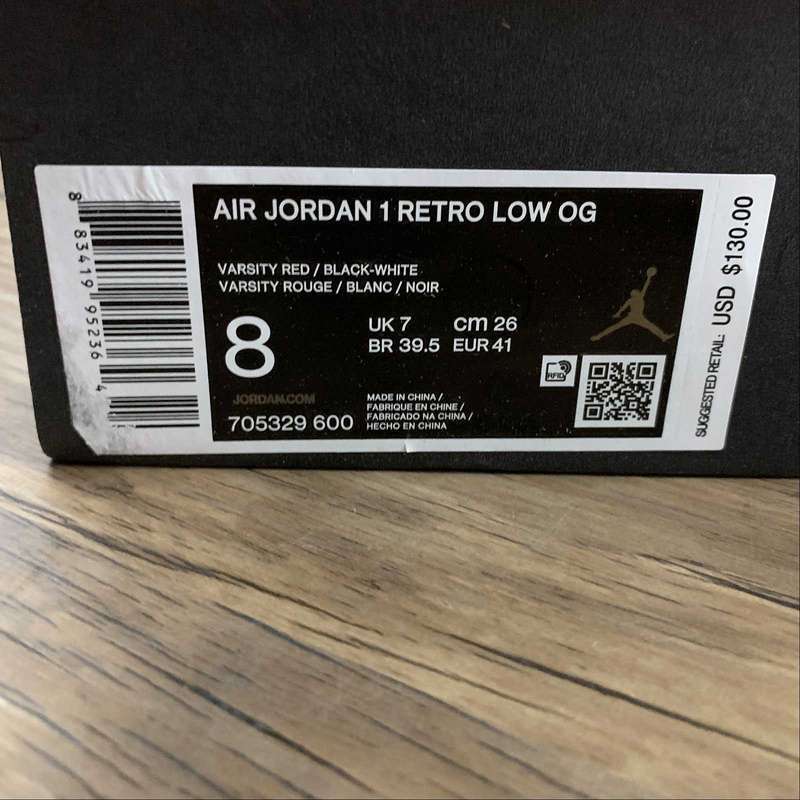 AIR JORDAN 1 RETRO LOW OG
VARSITY RED / BLACK-WHITE
VARSITY ROUGE / BLANC / NOIR
8
UK 7 cm 26
BR 39.5 EUR 41
RFID
JORDAN.COM
705329 600
MADE IN CHINA /
FABRIQUE EN CHINE /
FABRICADO NA CHINA /
HECHO EN CHINA
8 83419 95236 4
SUGGESTED RETAIL: USD $130.00